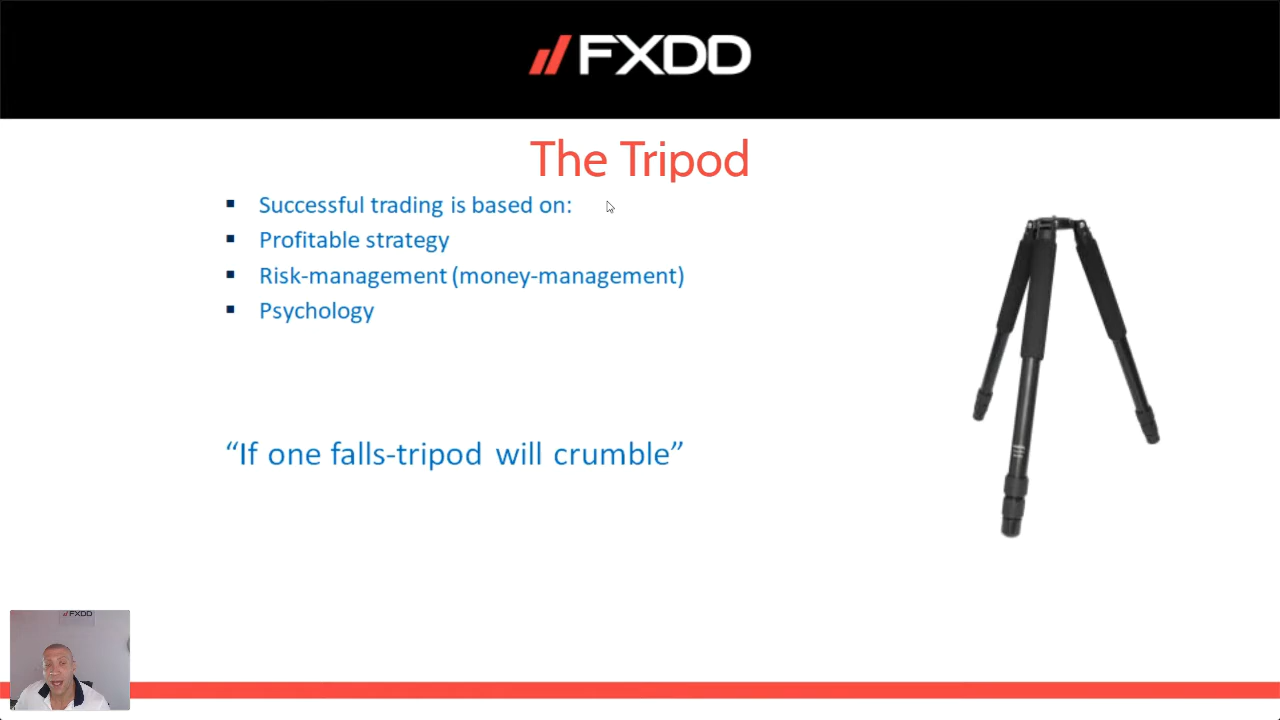 FXDD
The Tripod
Successful trading is based on:
Profitable strategy
Risk-management (money-management)
Psychology
“If one falls-tripod will crumble”
FXDD